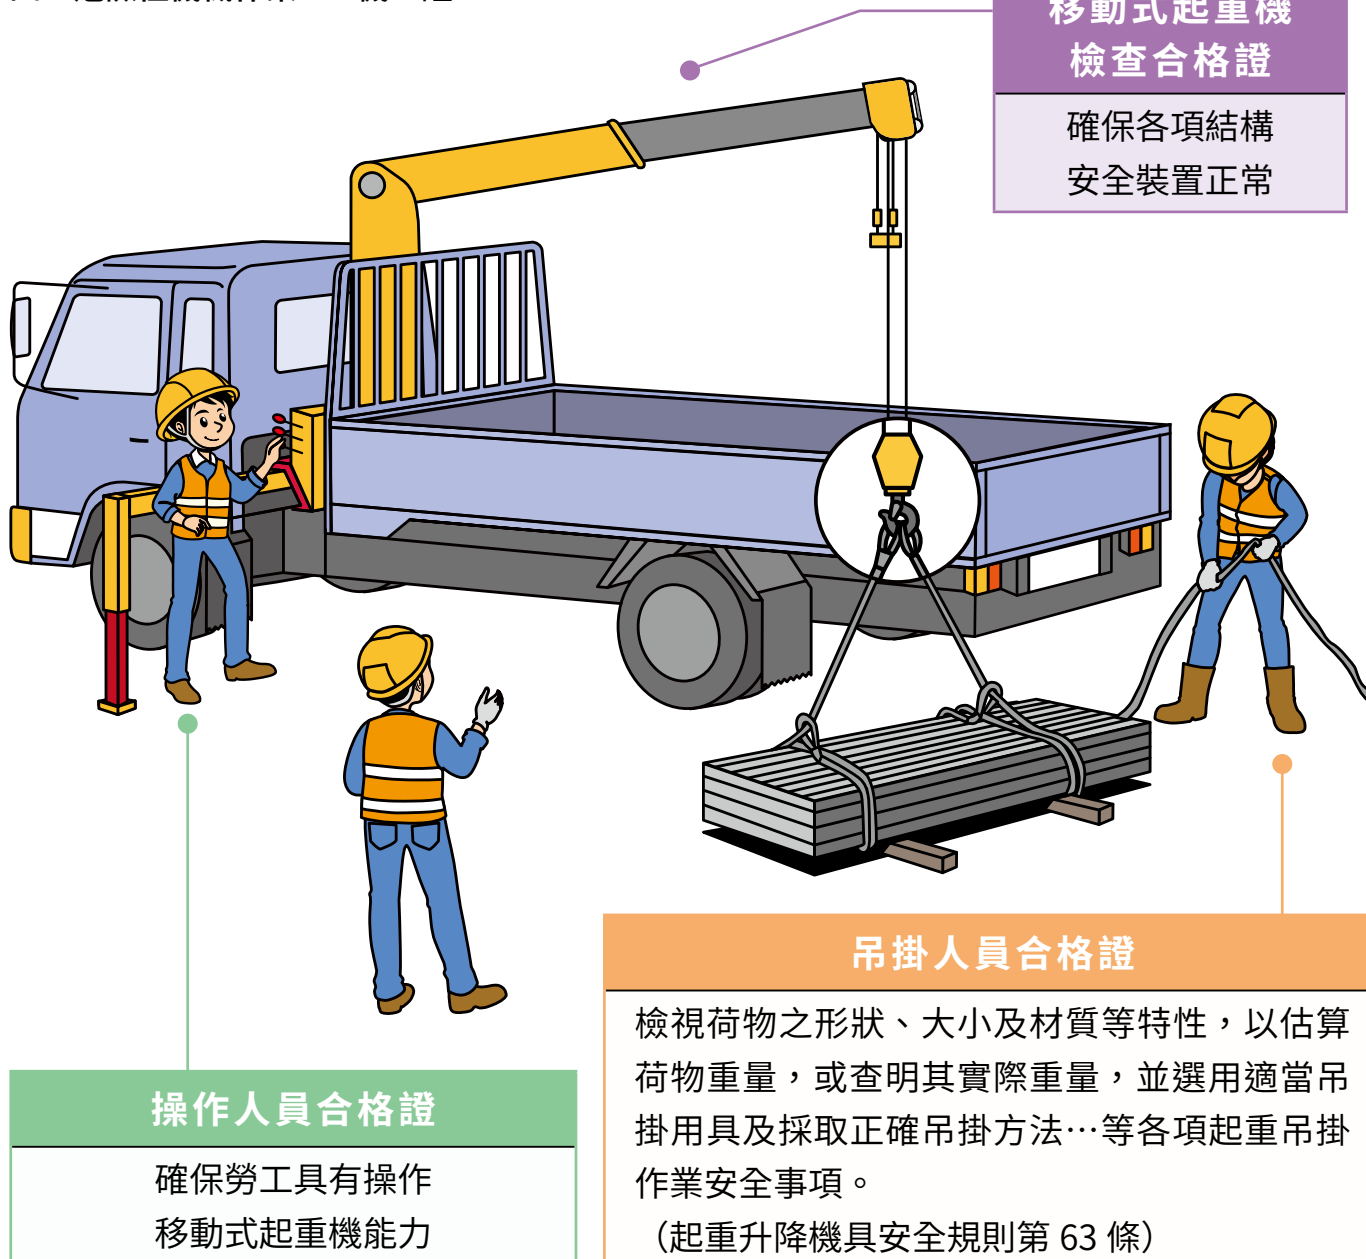 移動式起重機
檢查合格證
確保各項結構
安全裝置正常
吊掛人員合格證
檢視荷物之形狀、大小及材質等特性，以估算
荷物重量，或查明其實際重量，並選用適當吊
掛用具及採取正確吊掛方法…等各項起重吊掛
作業安全事項。
（起重升降機具安全規則第 63 條）
操作人員合格證
確保勞工具有操作
移動式起重機能力